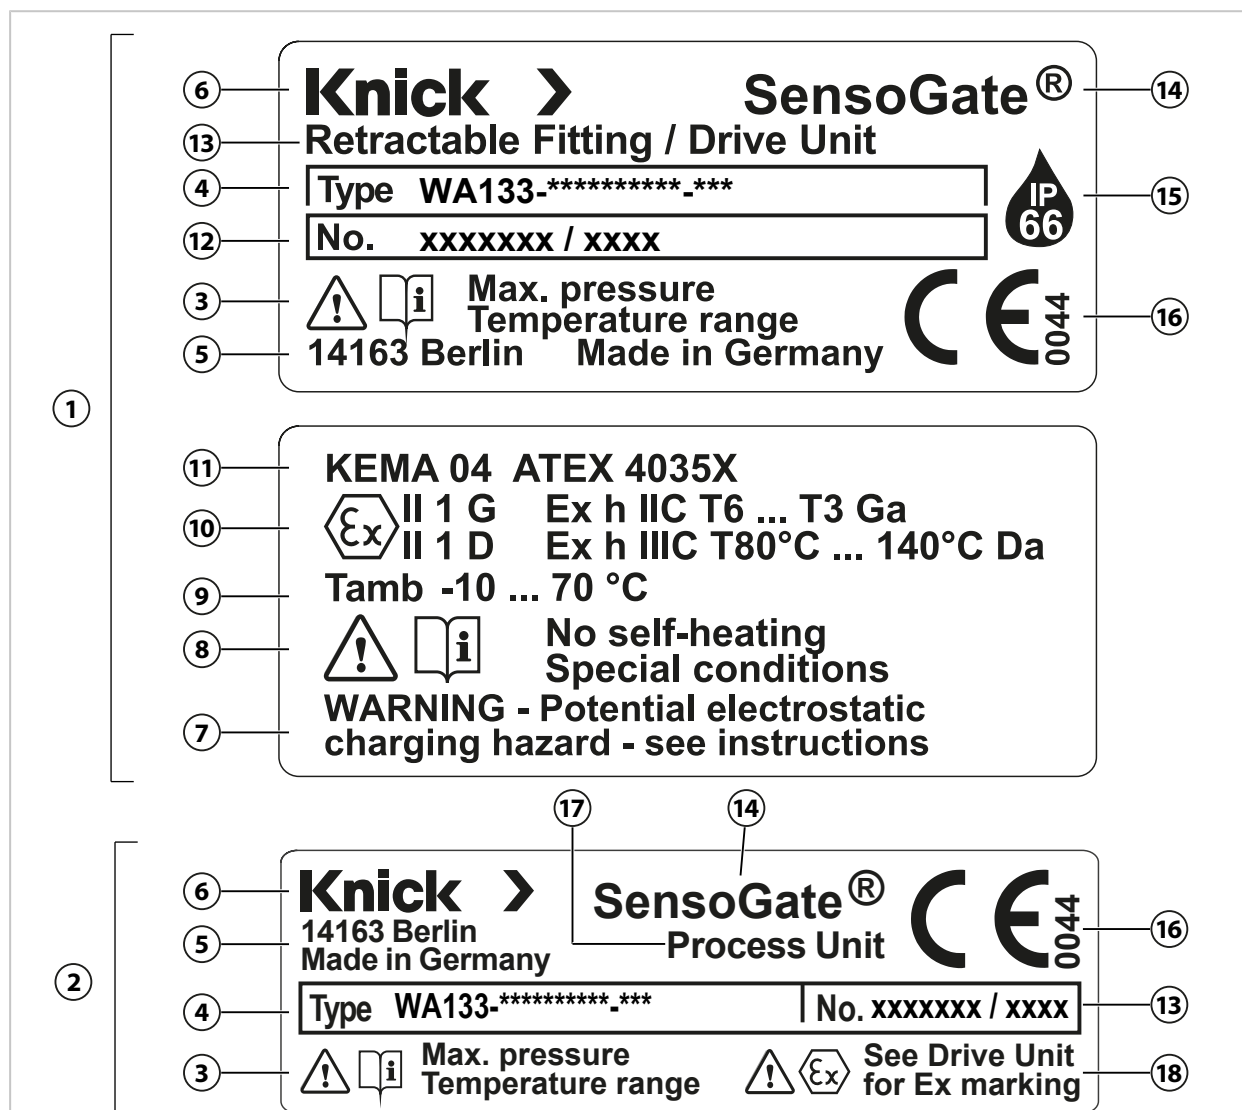 1
6 Knick > SensoGate® 14
13 Retractable Fitting / Drive Unit
4 Type WA133-**********-*** IP 66 15
12 No. xxxxxxx / xxxx
3 ! i Max. pressure
Temperature range CE 0044 16
5 14163 Berlin Made in Germany
11 KEMA 04 ATEX 4035X
10 Ex II 1 G Ex h IIC T6 ... T3 Ga
II 1 D Ex h IIIC T80°C ... 140°C Da
9 Tamb -10 ... 70 °C
8 ! i No self-heating
Special conditions
7 WARNING - Potential electrostatic
charging hazard - see instructions
17 14
2
6 Knick > SensoGate® CE 0044 16
5 14163 Berlin
Made in Germany
Process Unit
4 Type WA133-**********-*** No. xxxxxxx / xxxx 13
3 ! i Max. pressure
Temperature range
! Ex See Drive Unit
for Ex marking 18